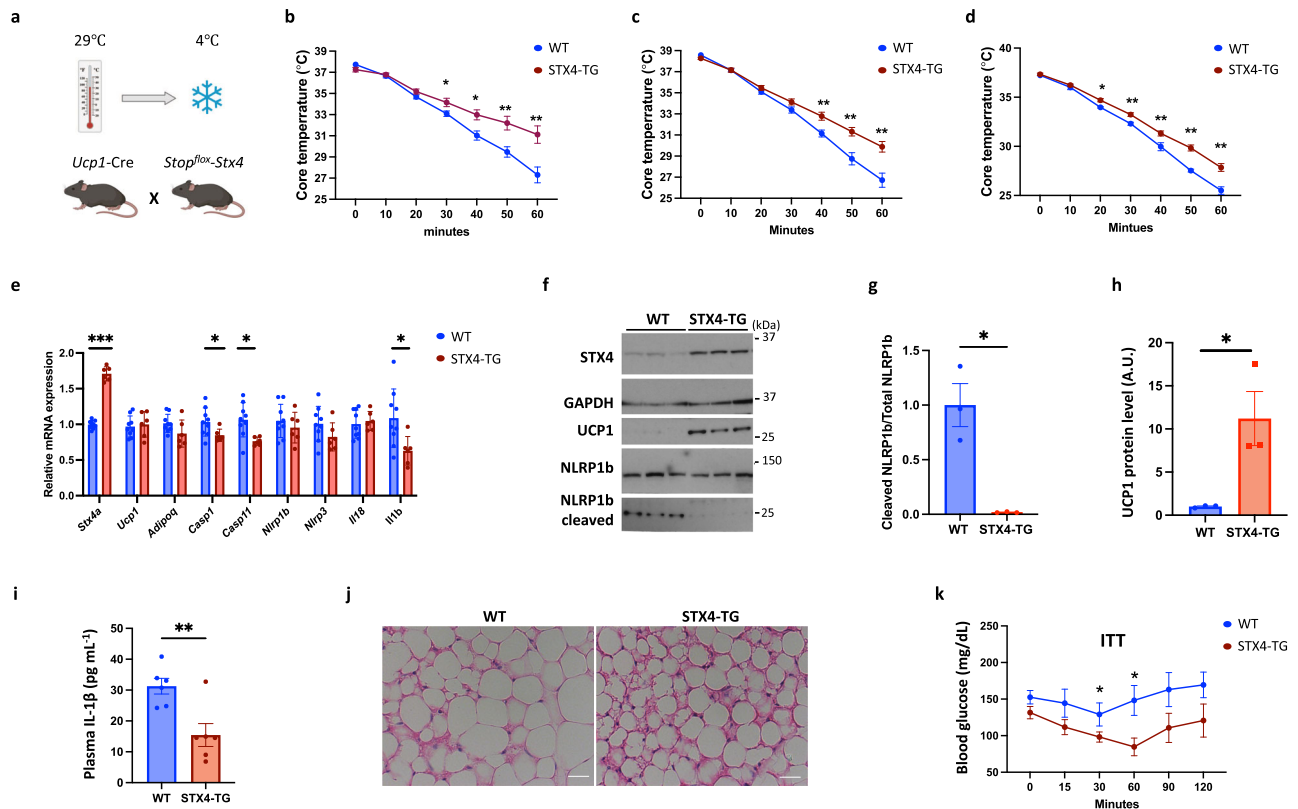 a
29℃
4℃
Ucp1-Cre
Stop^flox-Stx4
X
b
WT
STX4-TG
Core temperrature (°C)
39
37
35
33
31
29
27
25
*
*
**
**
0 10 20 30 40 50 60
minutes
c
WT
STX4-TG
Core temperrature (°C)
39
37
35
33
31
29
27
25
**
**
**
0 10 20 30 40 50 60
Minutes
d
WT
STX4-TG
Core temperrature (°C)
40
35
30
25
*
**
**
**
**
0 10 20 30 40 50 60
Mintues
e
WT
STX4-TG
Relative mRNA expression
2.0
1.5
1.0
0.5
0.0
***
*
*
*
Stx4a Ucp1 Adipoq Casp1 Casp11 Nlrp1b Nlrp3 Il18 Il1b
f
WT STX4-TG (kDa)
STX4
37
GAPDH
37
UCP1
25
NLRP1b
150
NLRP1b
cleaved
25
g
Cleaved NLRP1b/Total NLRP1b
1.5
1.0
0.5
0.0
*
WT STX4-TG
h
UCP1 protein level (A.U.)
20
15
10
5
0
*
WT STX4-TG
i
Plasma IL-1β (pg mL-1)
50
40
30
20
10
0
**
WT STX4-TG
j
WT
STX4-TG
k
ITT
WT
STX4-TG
Blood glucose (mg/dL)
250
200
150
100
50
*
*
0 15 30 60 90 120
Minutes